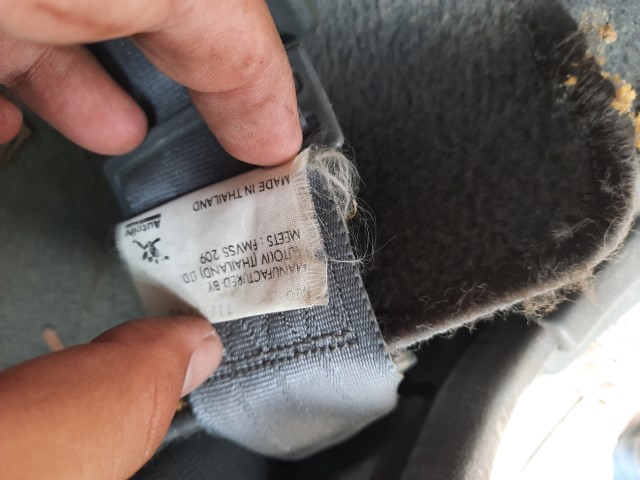 MANUFACTURED BY :
AUTOLIV (THAILAND) LTD
MEETS : FMVSS 209
Autoliv
MADE IN THAILAND